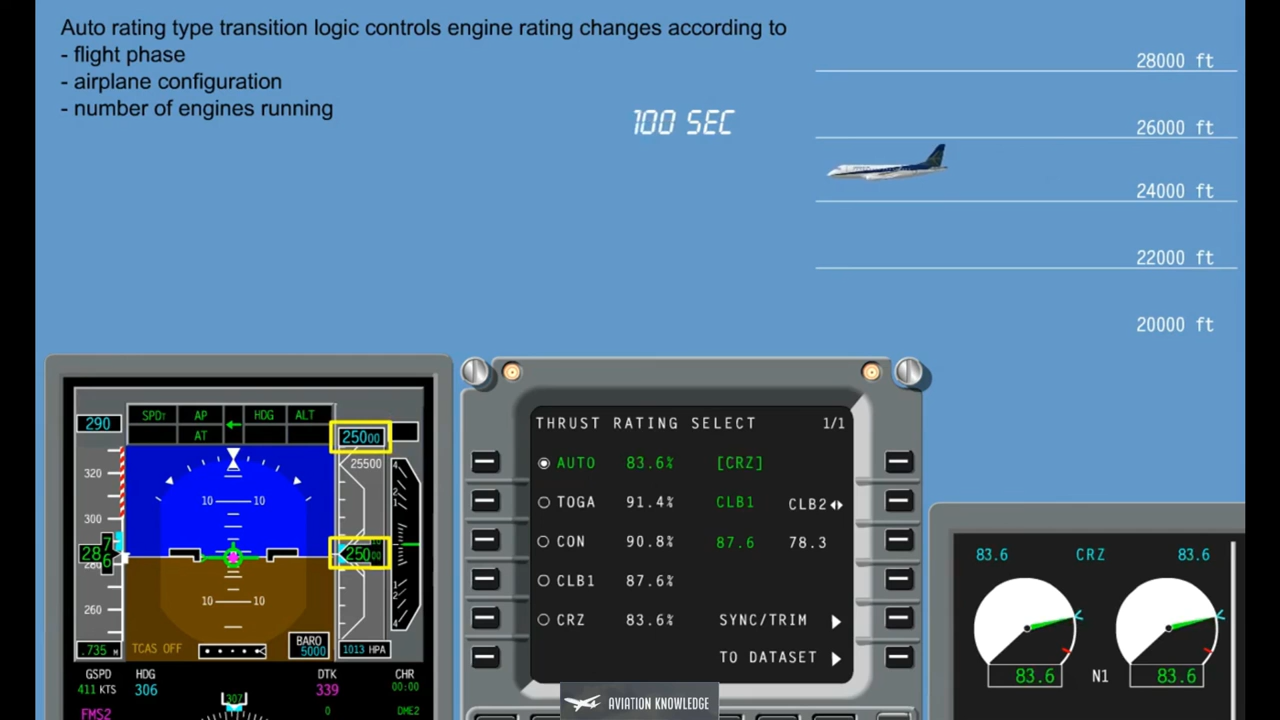 Auto rating type transition logic controls engine rating changes according to
- flight phase
- airplane configuration
- number of engines running
100 SEC
28000 ft
26000 ft
24000 ft
22000 ft
20000 ft
290
SPDT AP HDG ALT
AT
25000
25500
320
300
260
10 10
10 10
25000
.735 M
TCAS OFF
BARO
5000
1013 HPA
GSPD HDG DTK CHR
411 KTS 306 339 00:00
FMS2 307 0 DME2
THRUST RATING SELECT 1/1
AUTO 83.6% [CRZ]
TOGA 91.4% CLB1 CLB2
CON 90.8% 87.6 78.3
CLB1 87.6%
CRZ 83.6% SYNC/TRIM
TO DATASET
83.6 CRZ 83.6
83.6 N1 83.6
AVIATION KNOWLEDGE